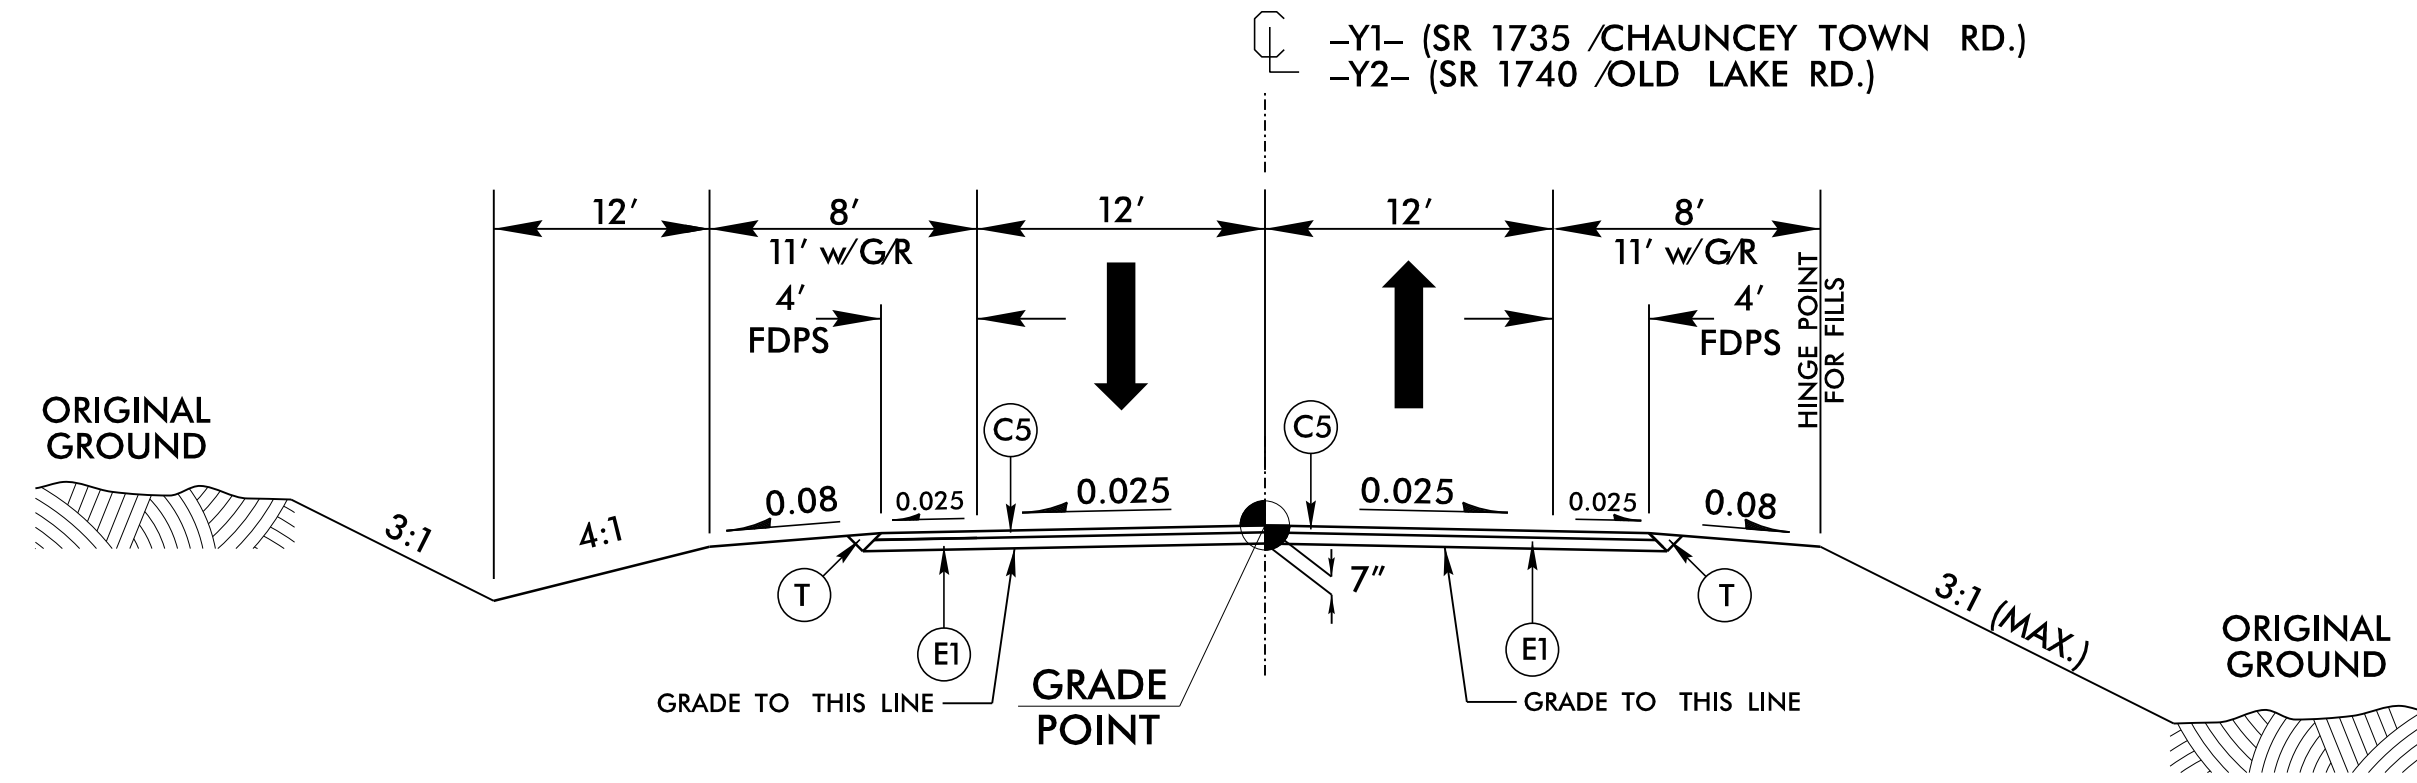 ℄ –Y1– (SR 1735 /CHAUNCEY TOWN RD.)
–Y2– (SR 1740 /OLD LAKE RD.)
12' 8' 12' 12' 8'
11' w/G/R 11' w/G/R
4' 4'
FDPS FDPS
HINGE POINT
FOR FILLS
ORIGINAL
GROUND
C5 C5
0.08 0.025 0.025 0.025 0.025 0.08
3:1 4:1
T 7" T
3:1 (MAX.)
E1 E1
ORIGINAL
GROUND
GRADE TO THIS LINE
GRADE
POINT
GRADE TO THIS LINE